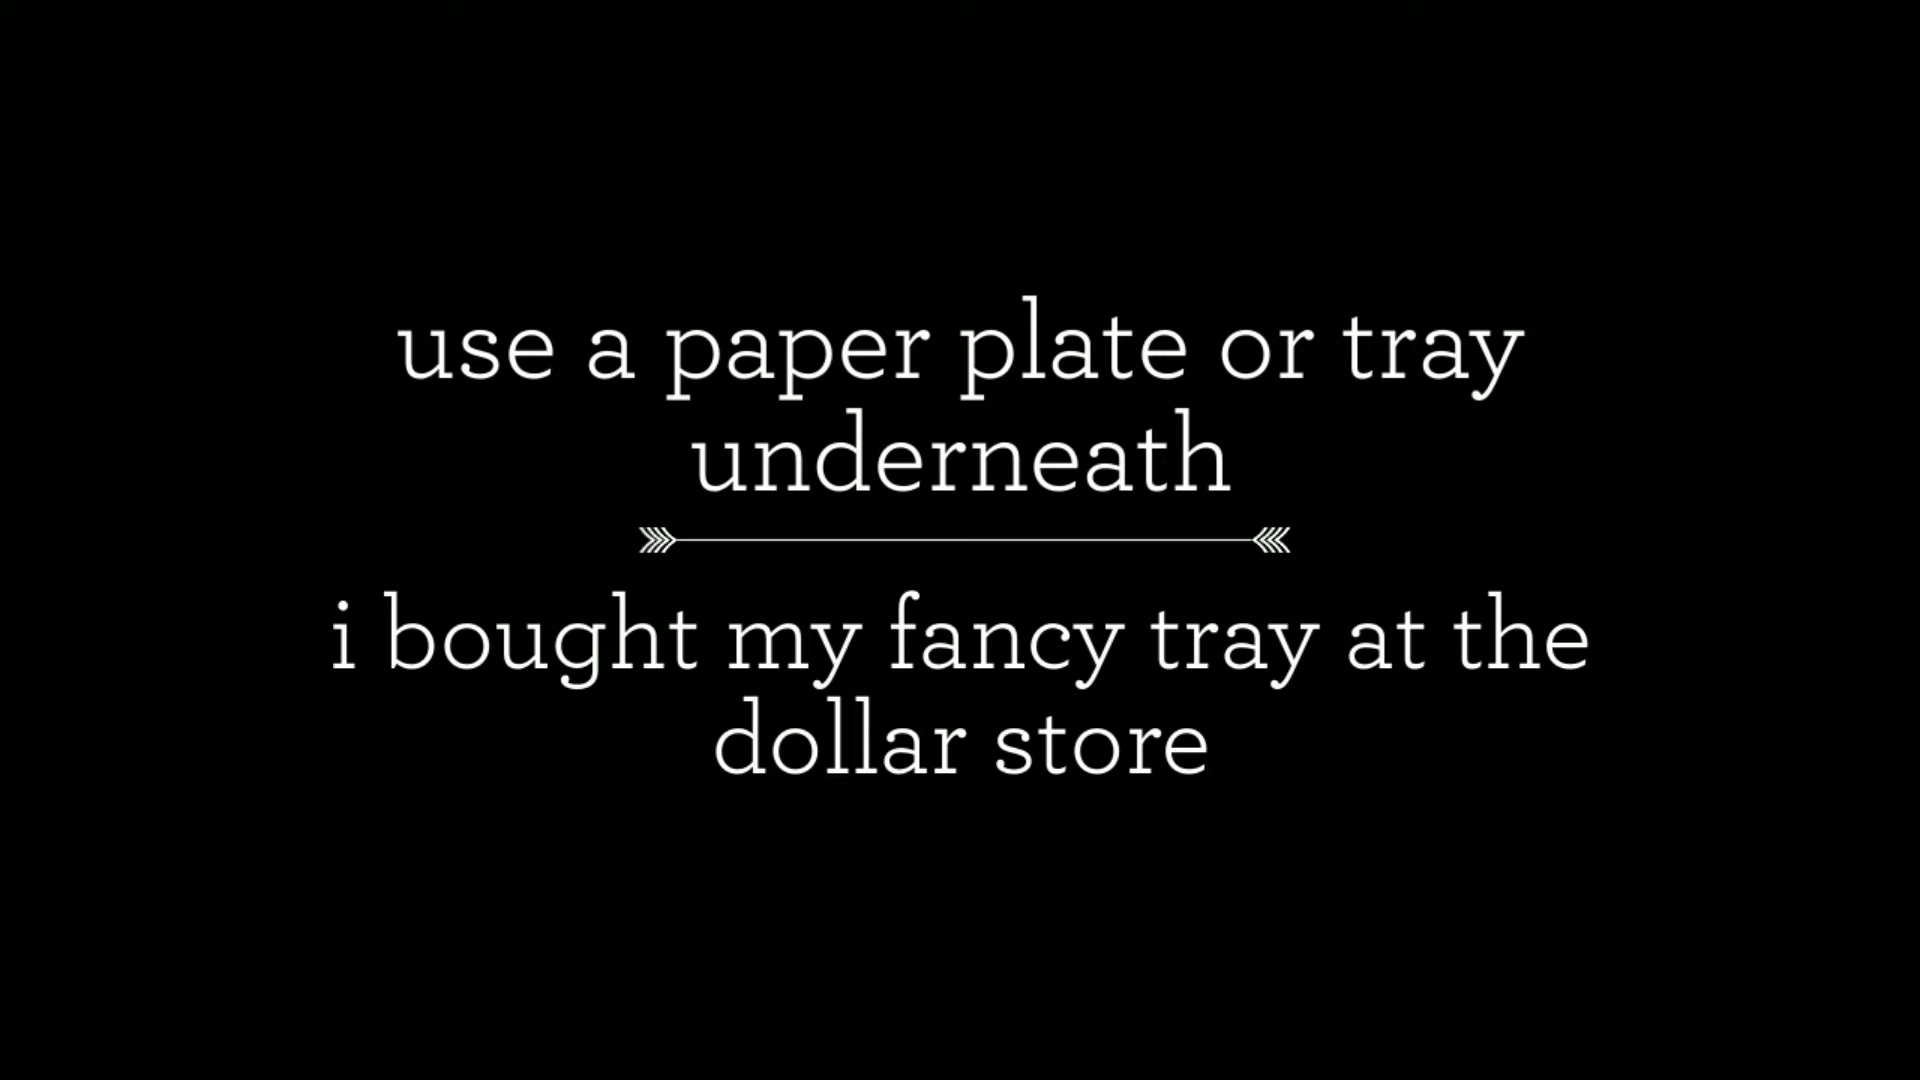 use a paper plate or tray
underneath
i bought my fancy tray at the
dollar store